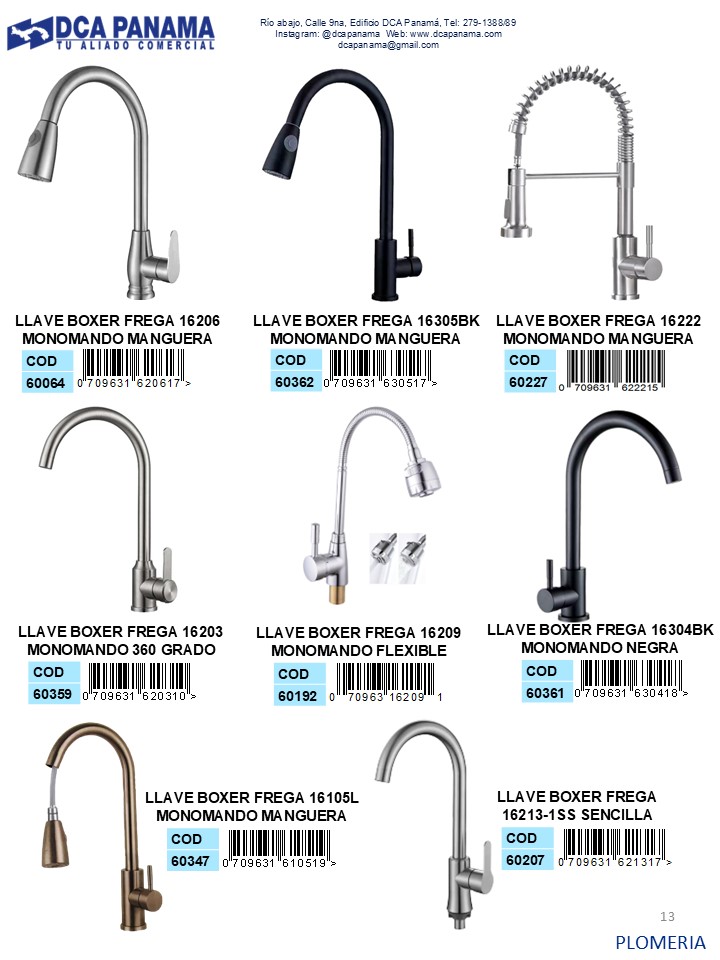 DCA PANAMA
TU ALIADO COMERCIAL
Río abajo, Calle 9na, Edificio DCA Panamá, Tel: 279-1388/89
Instagram: @dcapanama Web: www.dcapanama.com
dcapanama@gmail.com
LLAVE BOXER FREGA 16206
MONOMANDO MANGUERA
COD
60064
0 709631 620617 >
LLAVE BOXER FREGA 16305BK
MONOMANDO MANGUERA
COD
60362
0 709631 630517 >
LLAVE BOXER FREGA 16222
MONOMANDO MANGUERA
COD
60227
0 709631 622215
LLAVE BOXER FREGA 16203
MONOMANDO 360 GRADO
COD
60359
0 709631 620310 >
LLAVE BOXER FREGA 16209
MONOMANDO FLEXIBLE
COD
60192
0 70963 16209 1
LLAVE BOXER FREGA 16304BK
MONOMANDO NEGRA
COD
60361
0 709631 630418 >
LLAVE BOXER FREGA 16105L
MONOMANDO MANGUERA
COD
60347
0 709631 610519 >
LLAVE BOXER FREGA
16213-1SS SENCILLA
COD
60207
0 709631 621317 >
13
PLOMERIA